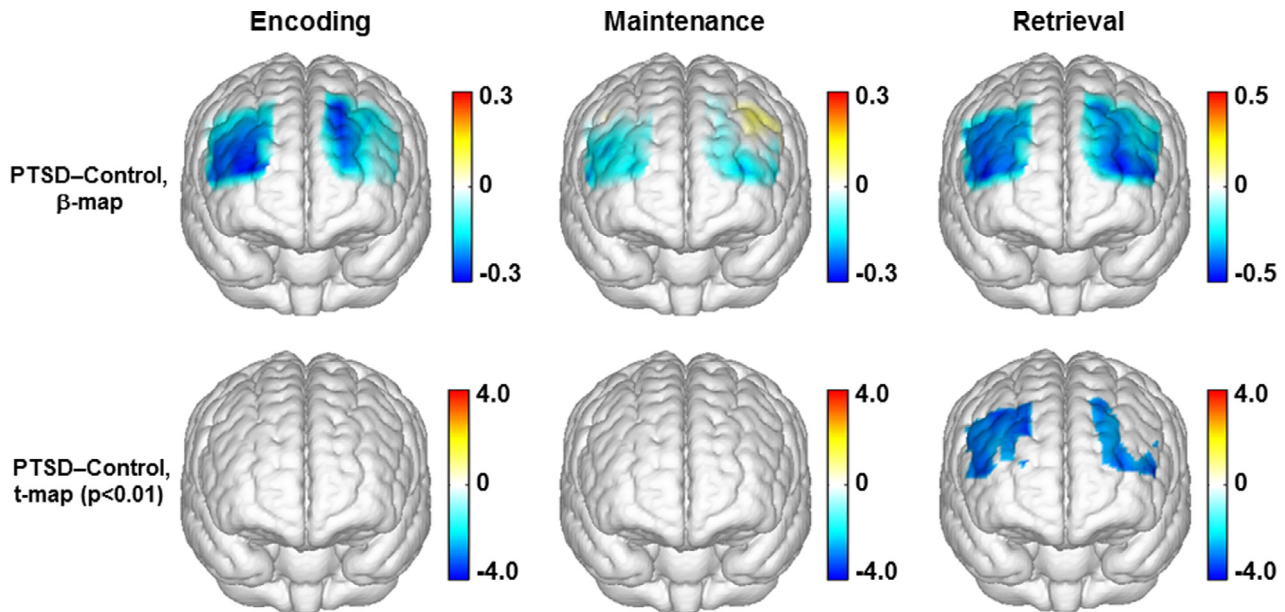 Encoding
Maintenance
Retrieval
PTSD–Control,
β-map
0.3
0
-0.3
0.3
0
-0.3
0.5
0
-0.5
PTSD–Control,
t-map (p<0.01)
4.0
0
-4.0
4.0
0
-4.0
4.0
0
-4.0